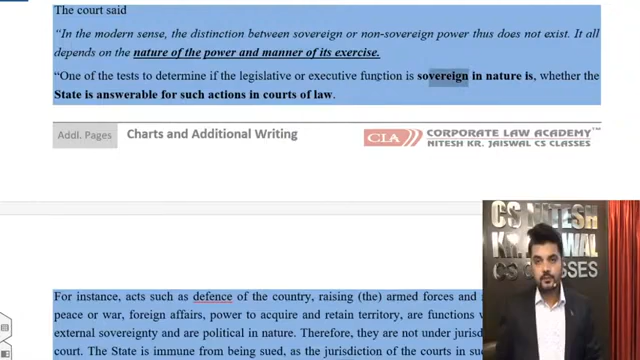 The court said
"In the modern sense, the distinction between sovereign or non-sovereign power thus does not exist. It all
depends on the nature of the power and manner of its exercise.
"One of the tests to determine if the legislative or executive function is sovereign in nature is, whether the
State is answerable for such actions in courts of law.
Addl. Pages
Charts and Additional Writing
CLA
CORPORATE LAW ACADEMY™
NITESH KR. JAISWAL CS CLASSES
CS NITESH
KR. JAISWAL
CS CLASSES
For instance, acts such as defence of the country, raising (the) armed forces and
peace or war, foreign affairs, power to acquire and retain territory, are functions
external sovereignty and are political in nature. Therefore, they are not under
court. The State is immune from being sued, as the jurisdiction of the courts in